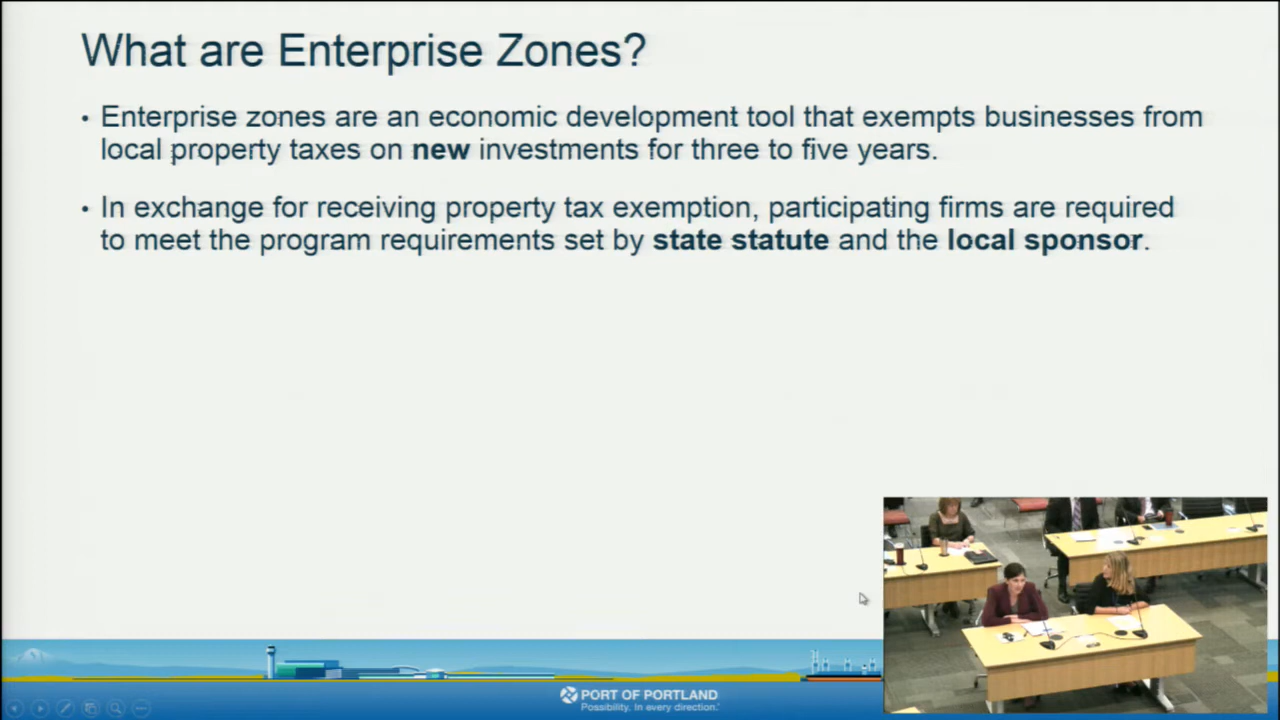 What are Enterprise Zones?
• Enterprise zones are an economic development tool that exempts businesses from
local property taxes on new investments for three to five years.
• In exchange for receiving property tax exemption, participating firms are required
to meet the program requirements set by state statute and the local sponsor.
PORT OF PORTLAND
Possibility. In every direction.